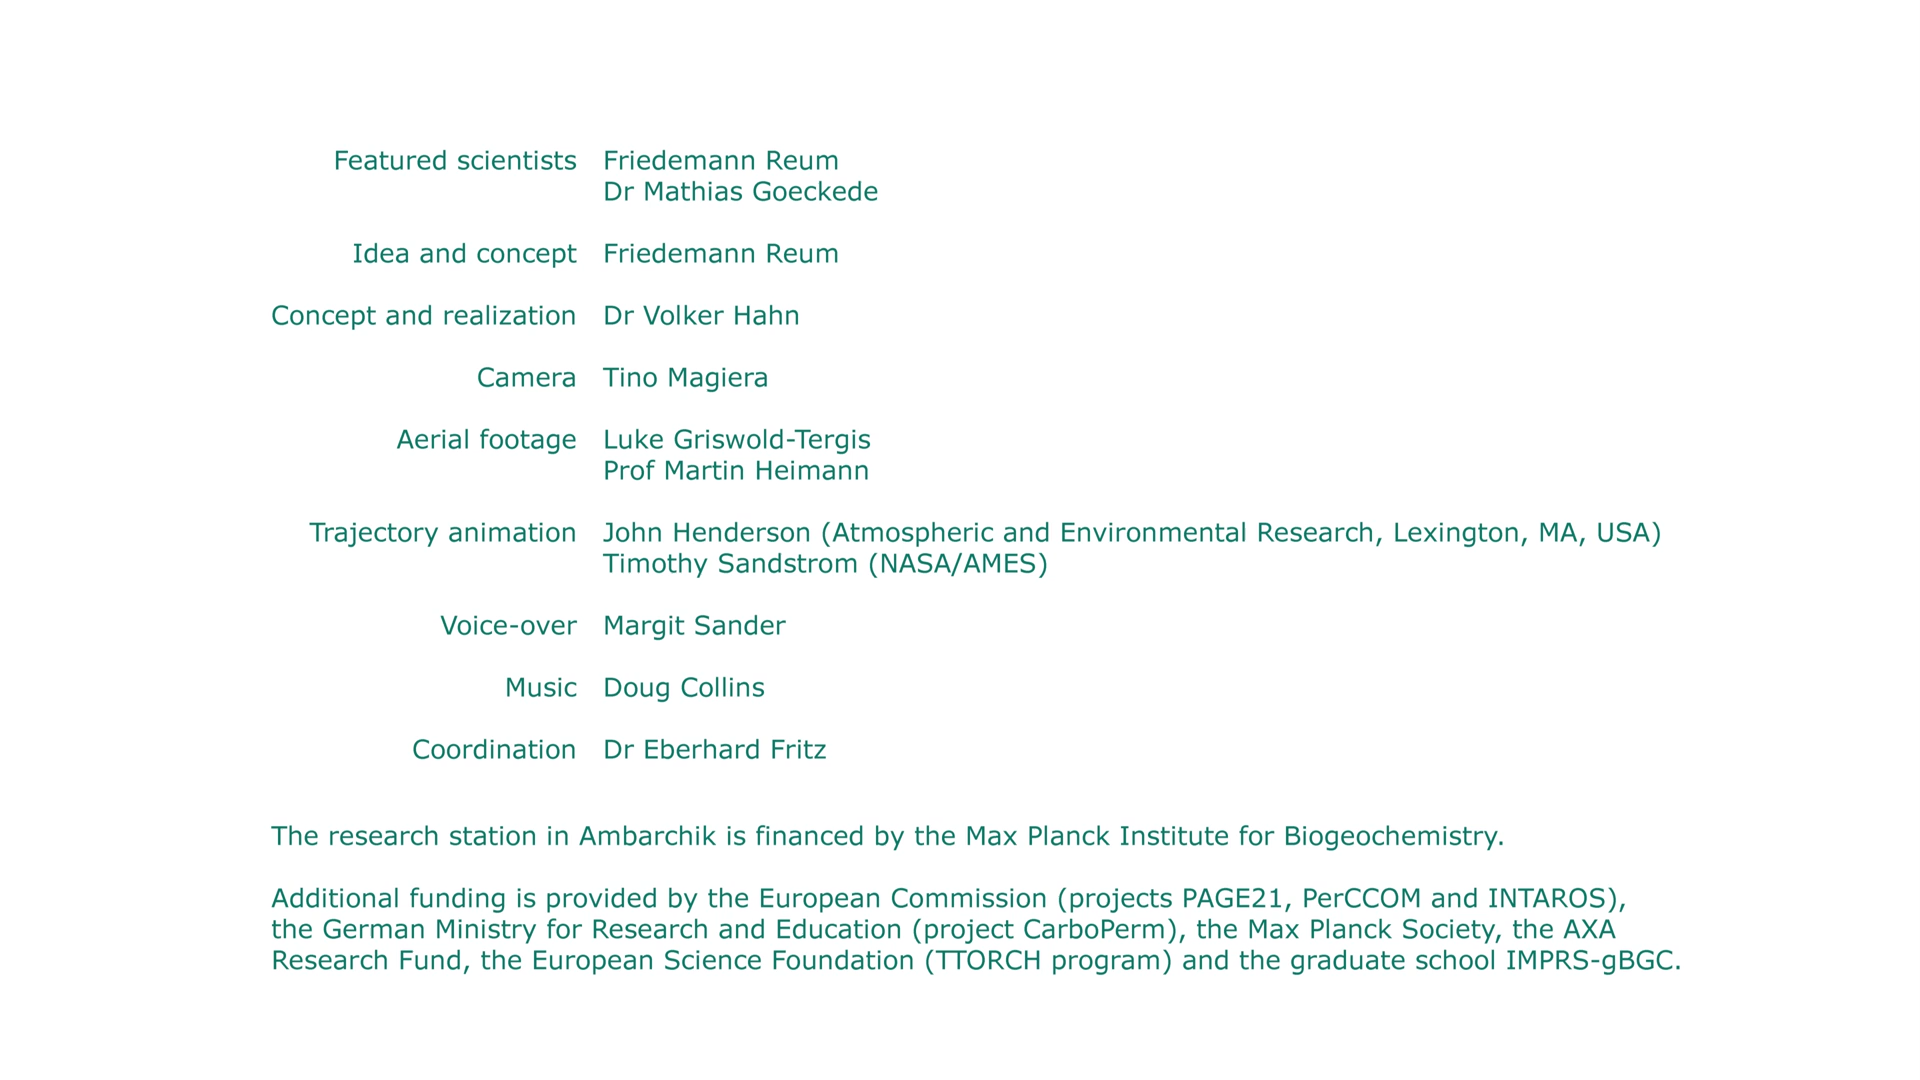 Featured scientists Friedemann Reum
Dr Mathias Goeckede
Idea and concept Friedemann Reum
Concept and realization Dr Volker Hahn
Camera Tino Magiera
Aerial footage Luke Griswold-Tergis
Prof Martin Heimann
Trajectory animation John Henderson (Atmospheric and Environmental Research, Lexington, MA, USA)
Timothy Sandstrom (NASA/AMES)
Voice-over Margit Sander
Music Doug Collins
Coordination Dr Eberhard Fritz
The research station in Ambarchik is financed by the Max Planck Institute for Biogeochemistry.
Additional funding is provided by the European Commission (projects PAGE21, PerCCOM and INTAROS),
the German Ministry for Research and Education (project CarboPerm), the Max Planck Society, the AXA
Research Fund, the European Science Foundation (TTORCH program) and the graduate school IMPRS-gBGC.